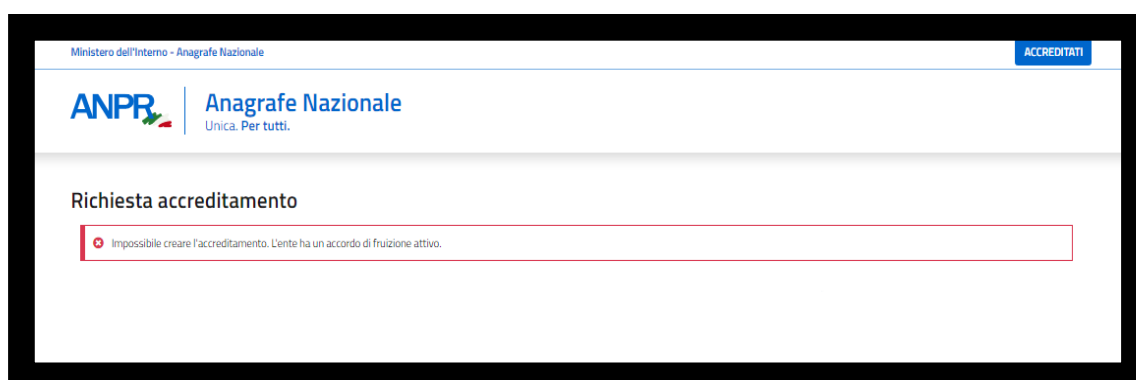 Ministero dell'Interno - Anagrafe Nazionale
ACCREDITATI
ANPR
Anagrafe Nazionale
Unica. Per tutti.
Richiesta accreditamento
Impossibile creare l'accreditamento. L'ente ha un accordo di fruizione attivo.